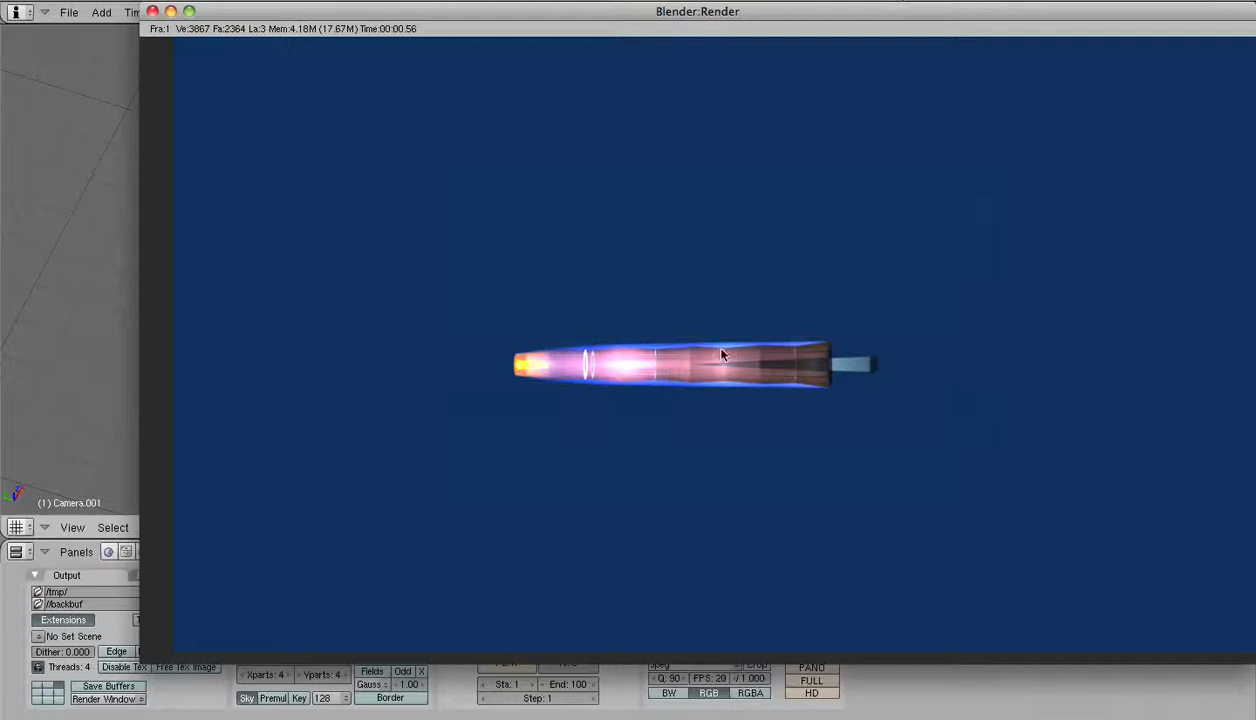 Blender:Render
File Add
Fra:1 Ve:3867 Fa:2364 La:3 Mem:4.18M (17.67M) Time:00:00.56
(1) Camera.001
View Select
Panels
Output
/tmp/
//backbuf
Extensions
No Set Scene
Dither: 0.000 Edge
Threads: 4 Disable Tex Free Tex Image
Save Buffers
Render Window
Xparts: 4 Yparts: 4
Fields Odd X
Gauss 1.00
Sky Premul Key 128
Border
Sta: 1 End: 100
Step: 1
Q: 90 FPS: 20 / 1.000
BW RGB RGBA
PANO
FULL
HD